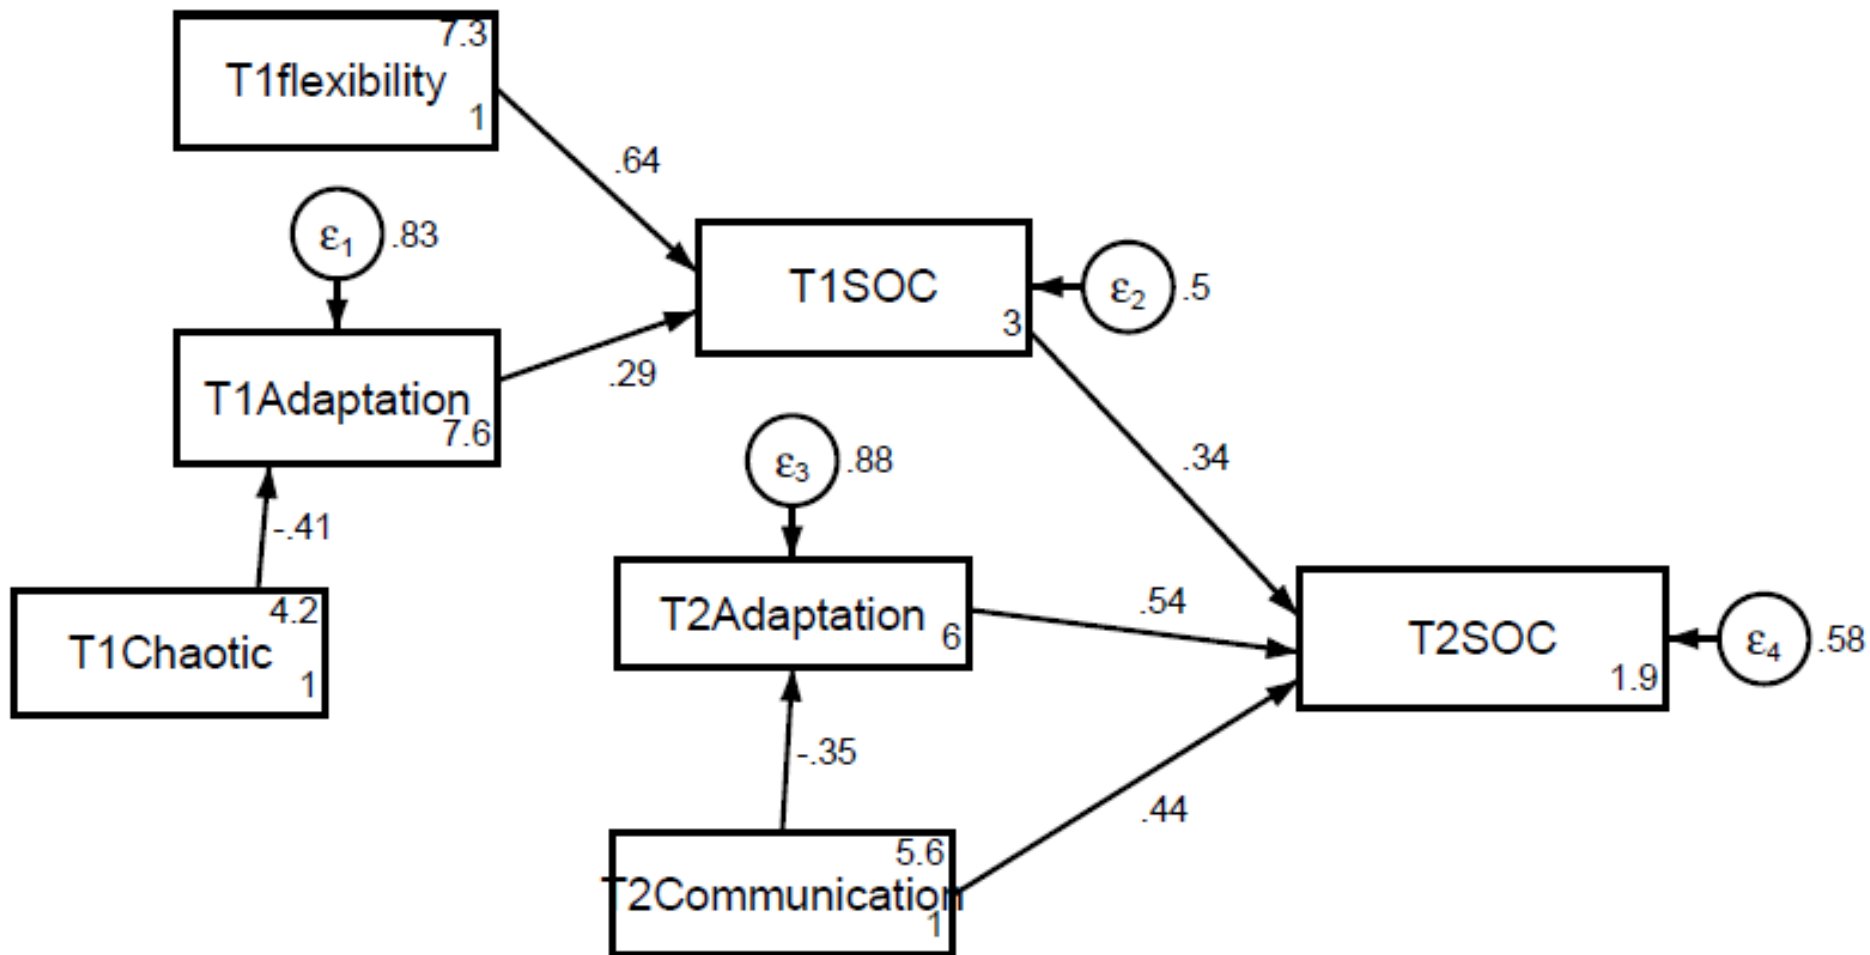 7.3
T1flexibility
1
.64
ε1
.83
T1SOC
3
ε2
.5
T1Adaptation
7.6
.29
-.41
ε3
.88
.34
4.2
T1Chaotic
1
T2Adaptation
6
.54
T2SOC
1.9
ε4
.58
-.35
.44
5.6
T2Communication
1